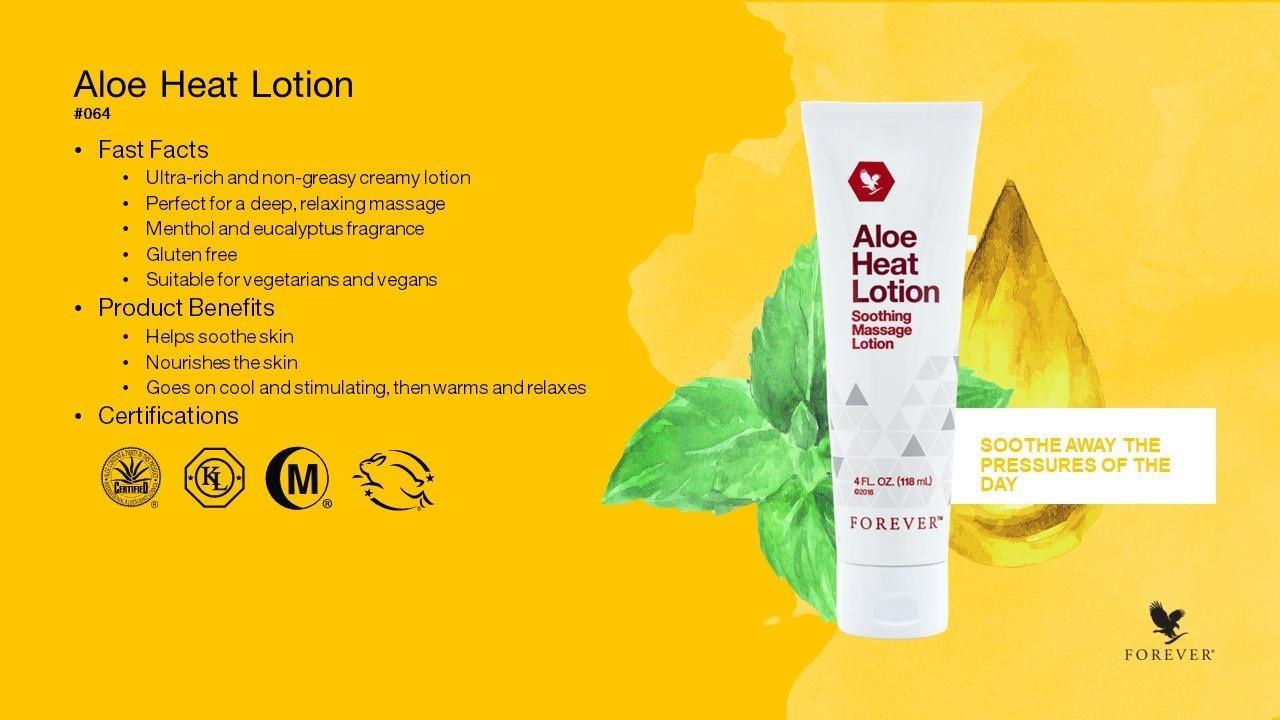 Aloe Heat Lotion
#064
• Fast Facts
• Ultra-rich and non-greasy creamy lotion
• Perfect for a deep, relaxing massage
• Menthol and eucalyptus fragrance
• Gluten free
• Suitable for vegetarians and vegans
• Product Benefits
• Helps soothe skin
• Nourishes the skin
• Goes on cool and stimulating, then warms and relaxes
• Certifications
CERTIFIED
®
KL
M
®
Aloe
Heat
Lotion
Soothing
Massage
Lotion
4 FL. OZ. (118 mL)
©2016
FOREVER™
SOOTHE AWAY THE
PRESSURES OF THE
DAY
FOREVER®